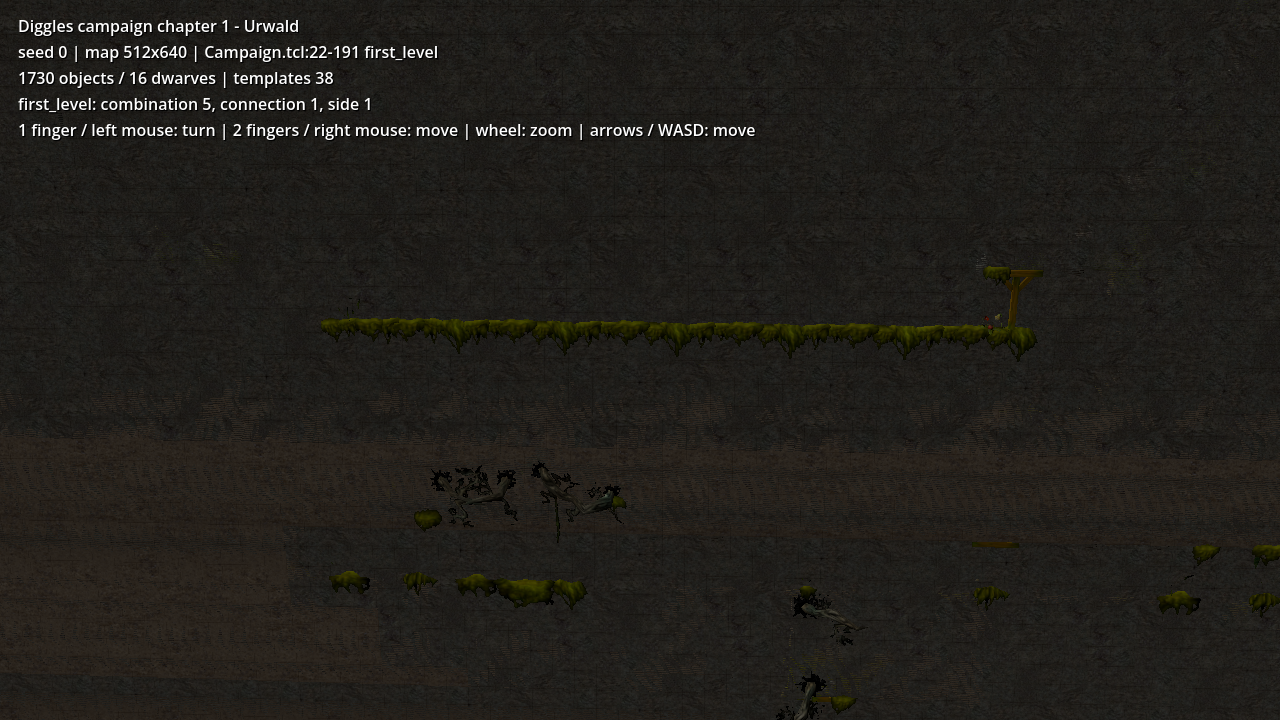 Diggles campaign chapter 1 - Urwald
seed 0 | map 512x640 | Campaign.tcl:22-191 first_level
1730 objects / 16 dwarves | templates 38
first_level: combination 5, connection 1, side 1
1 finger / left mouse: turn | 2 fingers / right mouse: move | wheel: zoom | arrows / WASD: move